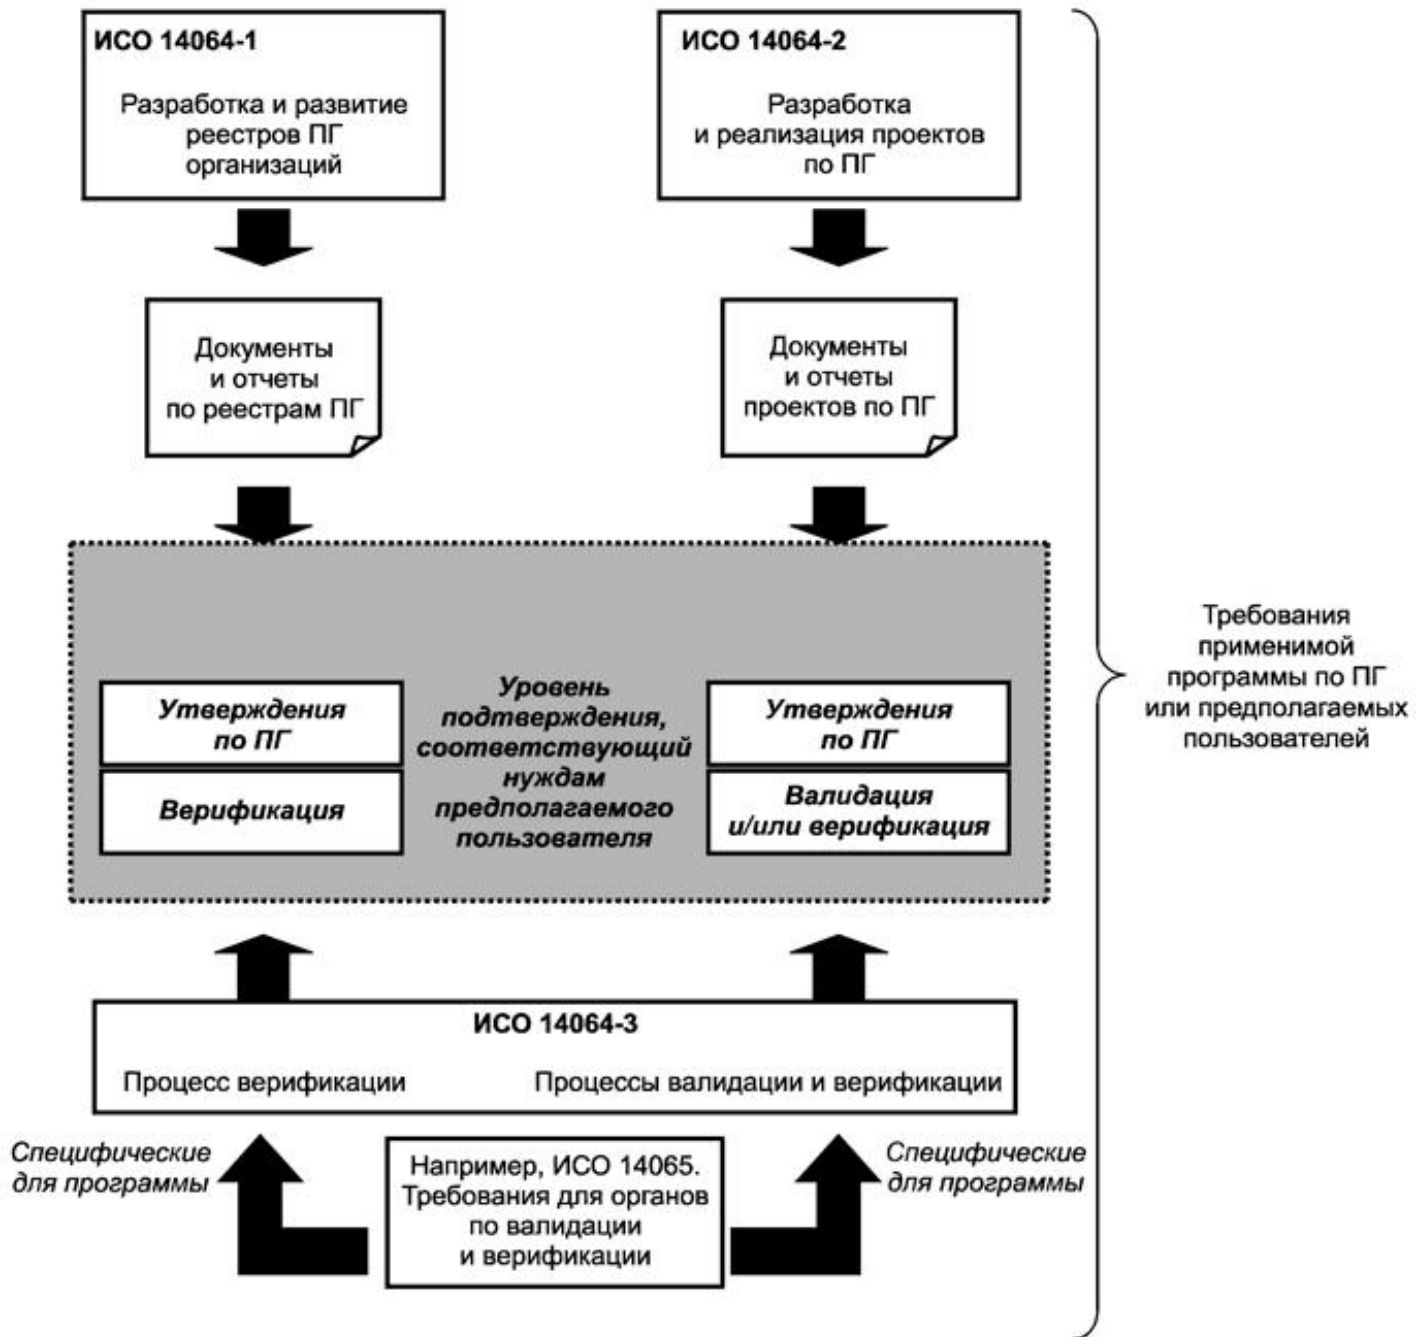 ИСО 14064-1
Разработка и развитие
реестров ПГ
организаций
ИСО 14064-2
Разработка
и реализация проектов
по ПГ
Документы
и отчеты
по реестрам ПГ
Документы
и отчеты
проектов по ПГ
Утверждения
по ПГ
Верификация
Уровень
подтверждения,
соответствующий
нуждам
предполагаемого
пользователя
Утверждения
по ПГ
Валидация
и/или верификация
Требования
применимой
программы по ПГ
или предполагаемых
пользователей
ИСО 14064-3
Процесс верификации
Процессы валидации и верификации
Специфические
для программы
Например, ИСО 14065.
Требования для органов
по валидации
и верификации
Специфические
для программы